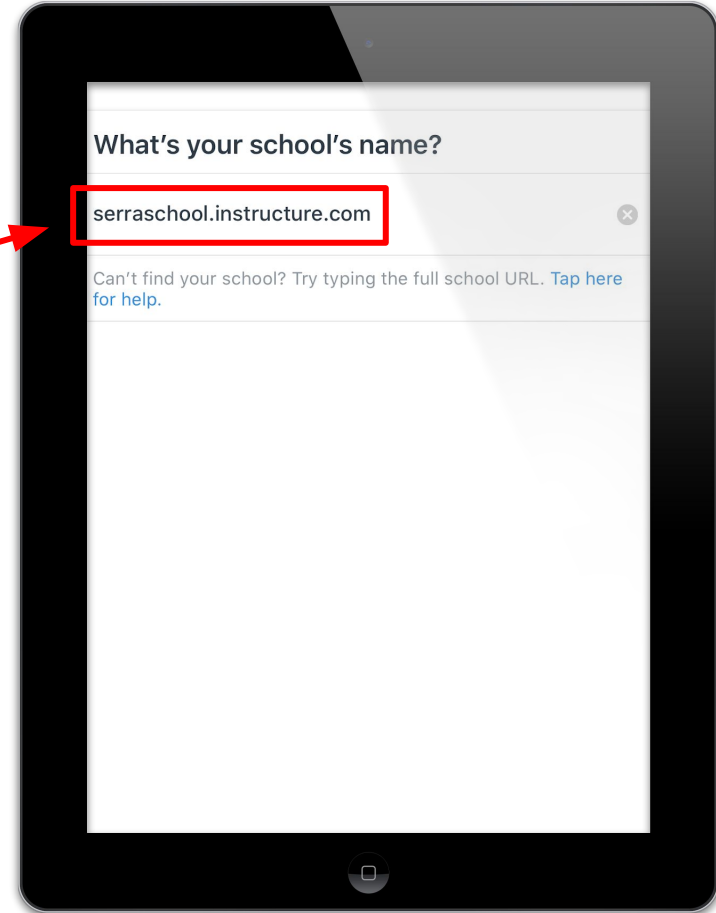 What's your school's name?
serraschool.instructure.com
Can't find your school? Try typing the full school URL. Tap here
for help.